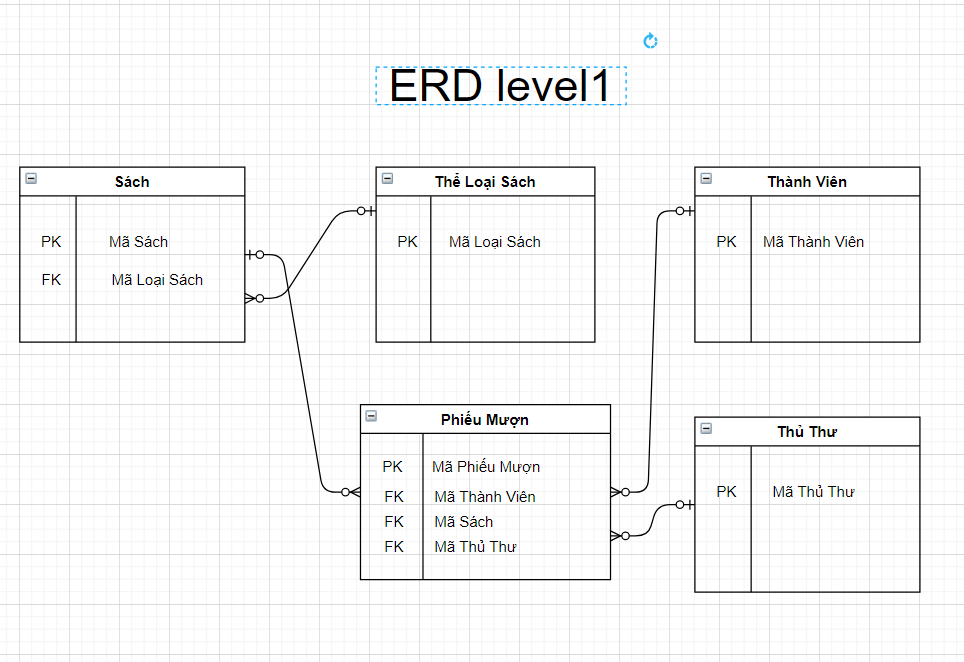 ERD level1
Sách
PK Mã Sách
FK Mã Loại Sách
Thể Loại Sách
PK Mã Loại Sách
Thành Viên
PK Mã Thành Viên
Phiếu Mượn
PK Mã Phiếu Mượn
FK Mã Thành Viên
FK Mã Sách
FK Mã Thủ Thư
Thủ Thư
PK Mã Thủ Thư